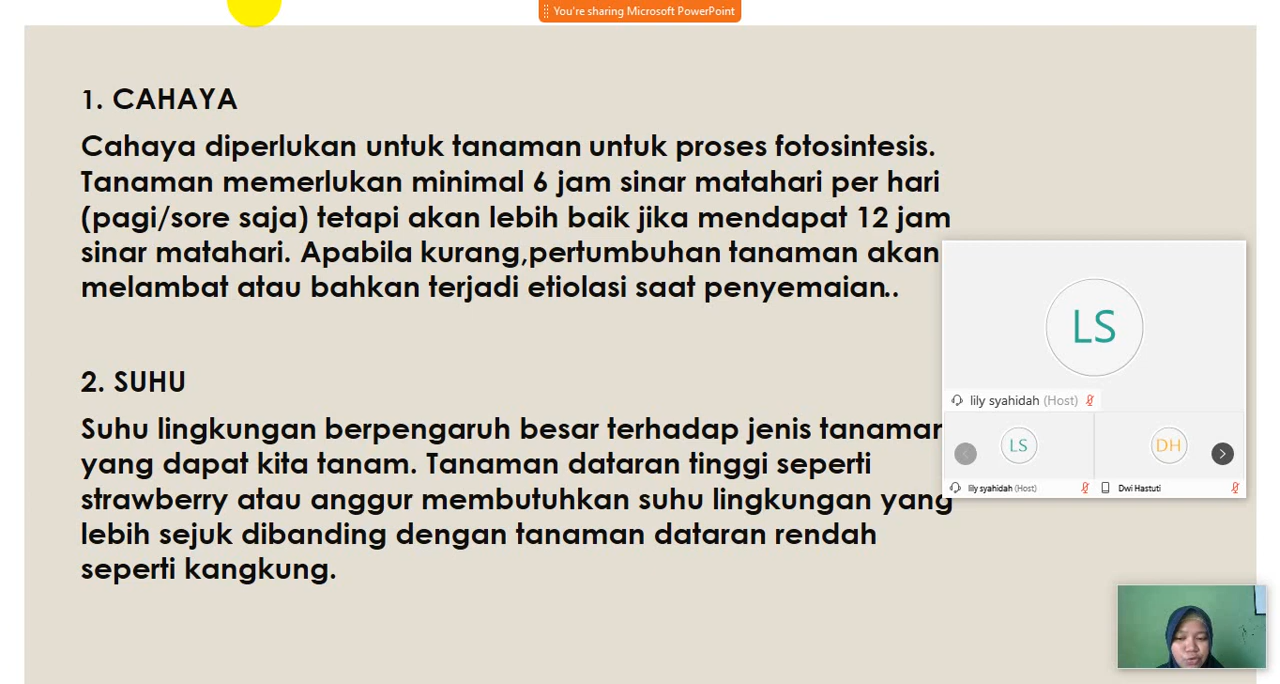 You're sharing Microsoft PowerPoint
1. CAHAYA
Cahaya diperlukan untuk tanaman untuk proses fotosintesis.
Tanaman memerlukan minimal 6 jam sinar matahari per hari
(pagi/sore saja) tetapi akan lebih baik jika mendapat 12 jam
sinar matahari. Apabila kurang,pertumbuhan tanaman akan
melambat atau bahkan terjadi etiolasi saat penyemaian..
2. SUHU
Suhu lingkungan berpengaruh besar terhadap jenis tanaman
yang dapat kita tanam. Tanaman dataran tinggi seperti
strawberry atau anggur membutuhkan suhu lingkungan yang
lebih sejuk dibanding dengan tanaman dataran rendah
seperti kangkung.
LS
lily syahidah (Host)
LS
DH
lily syahidah (Host)
Dwi Hastuti